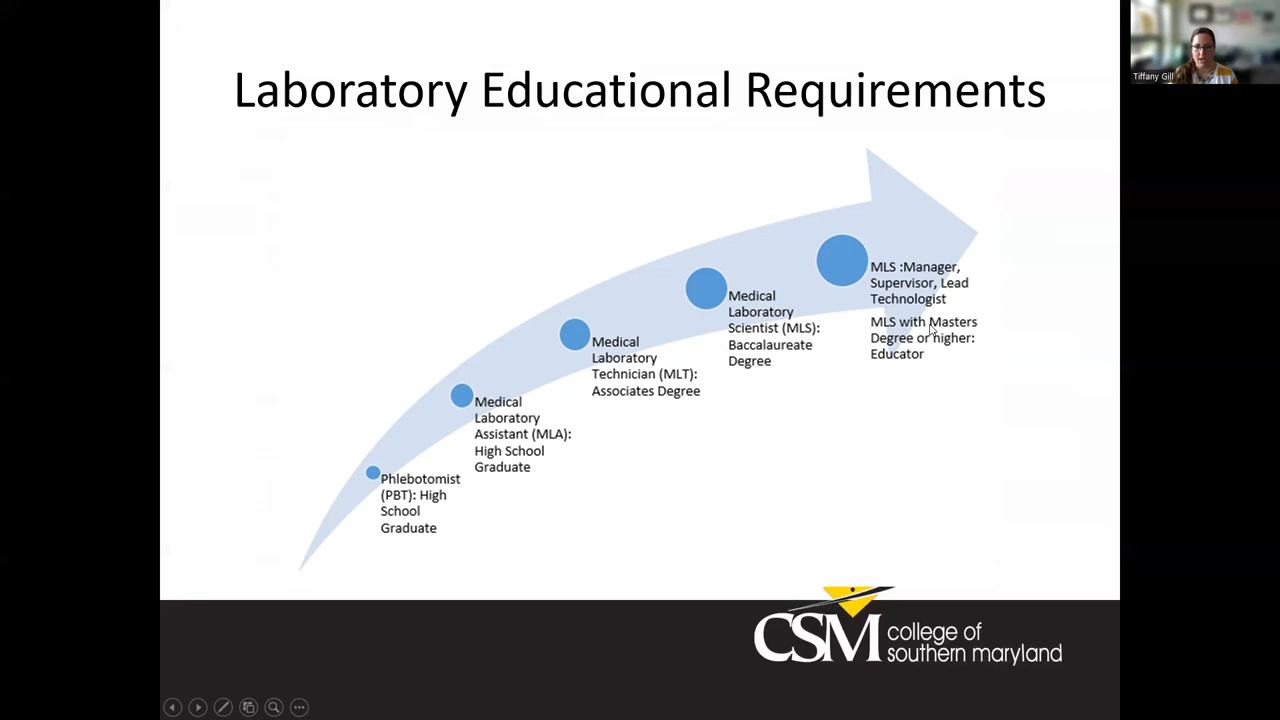 Laboratory Educational Requirements
Tiffany Gill
MLS :Manager,
Supervisor, Lead
Technologist
MLS with Masters
Degree or higher:
Educator
Medical
Laboratory
Scientist (MLS):
Baccalaureate
Degree
Medical
Laboratory
Technician (MLT):
Associates Degree
Medical
Laboratory
Assistant (MLA):
High School
Graduate
Phlebotomist
(PBT): High
School
Graduate
CSM college of
southern maryland